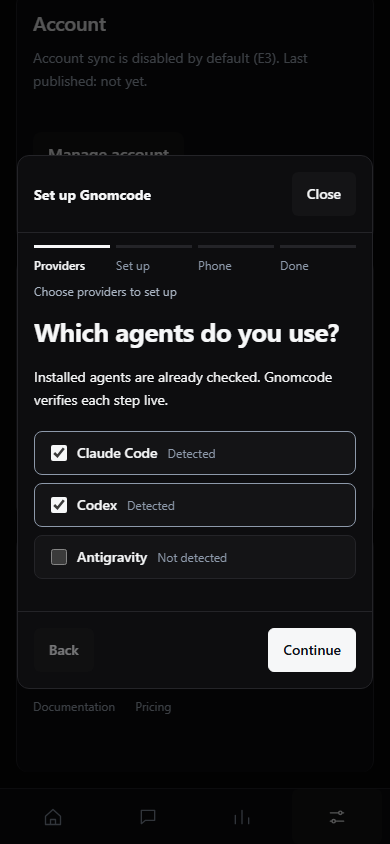 Account
Account sync is disabled by default (E3). Last
published: not yet.
Manage account
Set up Gnomcode
Close
Providers
Set up
Phone
Done
Choose providers to set up
Which agents do you use?
Installed agents are already checked. Gnomcode
verifies each step live.
Claude Code Detected
Codex Detected
Antigravity Not detected
Back
Continue
Documentation Pricing